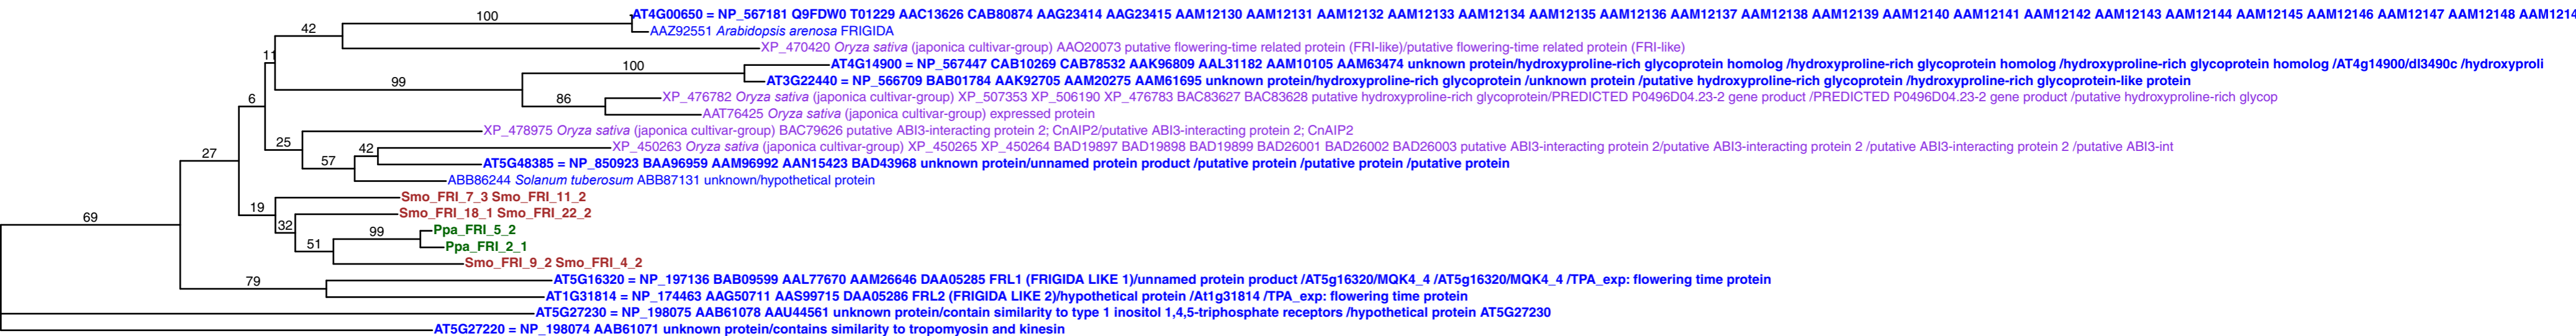 100
AT4G00650 = NP_567181 Q9FDW0 T01229 AAC13626 CAB80874 AAG23414 AAG23415 AAM12130 AAM12131 AAM12132 AAM12133 AAM12134 AAM12135 AAM12136 AAM12137 AAM12138 AAM12139 AAM12140 AAM12141 AAM12142 AAM12143 AAM12144 AAM12145 AAM12146 AAM12147 AAM12148 AAM1214
42
AAZ92551 Arabidopsis arenosa FRIGIDA
XP_470420 Oryza sativa (japonica cultivar-group) AAO20073 putative flowering-time related protein (FRI-like)/putative flowering-time related protein (FRI-like)
11
100
AT4G14900 = NP_567447 CAB10269 CAB78532 AAK96809 AAL31182 AAM10105 AAM63474 unknown protein/hydroxyproline-rich glycoprotein homolog /hydroxyproline-rich glycoprotein homolog /hydroxyproline-rich glycoprotein homolog /AT4g14900/dl3490c /hydroxyproli
99
AT3G22440 = NP_566709 BAB01784 AAK92705 AAM20275 AAM61695 unknown protein/hydroxyproline-rich glycoprotein /unknown protein /putative hydroxyproline-rich glycoprotein /hydroxyproline-rich glycoprotein-like protein
6
86
XP_476782 Oryza sativa (japonica cultivar-group) XP_507353 XP_506190 XP_476783 BAC83627 BAC83628 putative hydroxyproline-rich glycoprotein/PREDICTED P0496D04.23-2 gene product /PREDICTED P0496D04.23-2 gene product /putative hydroxyproline-rich glycop
AAT76425 Oryza sativa (japonica cultivar-group) expressed protein
XP_478975 Oryza sativa (japonica cultivar-group) BAC79626 putative ABI3-interacting protein 2; CnAIP2/putative ABI3-interacting protein 2; CnAIP2
25
42
XP_450263 Oryza sativa (japonica cultivar-group) XP_450265 XP_450264 BAD19897 BAD19898 BAD19899 BAD26001 BAD26002 BAD26003 putative ABI3-interacting protein 2/putative ABI3-interacting protein 2 /putative ABI3-interacting protein 2 /putative ABI3-int
27
57
AT5G48385 = NP_850923 BAA96959 AAM96992 AAN15423 BAD43968 unknown protein/unnamed protein product /putative protein /putative protein /putative protein
ABB86244 Solanum tuberosum ABB87131 unknown/hypothetical protein
Smo_FRI_7_3 Smo_FRI_11_2
19
Smo_FRI_18_1 Smo_FRI_22_2
69
32
99
Ppa_FRI_5_2
51
Ppa_FRI_2_1
Smo_FRI_9_2 Smo_FRI_4_2
79
AT5G16320 = NP_197136 BAB09599 AAL77670 AAM26646 DAA05285 FRL1 (FRIGIDA LIKE 1)/unnamed protein product /AT5g16320/MQK4_4 /AT5g16320/MQK4_4 /TPA_exp: flowering time protein
AT1G31814 = NP_174463 AAG50711 AAS99715 DAA05286 FRL2 (FRIGIDA LIKE 2)/hypothetical protein /At1g31814 /TPA_exp: flowering time protein
AT5G27230 = NP_198075 AAB61078 AAU44561 unknown protein/contain similarity to type 1 inositol 1,4,5-triphosphate receptors /hypothetical protein AT5G27230
AT5G27220 = NP_198074 AAB61071 unknown protein/contains similarity to tropomyosin and kinesin